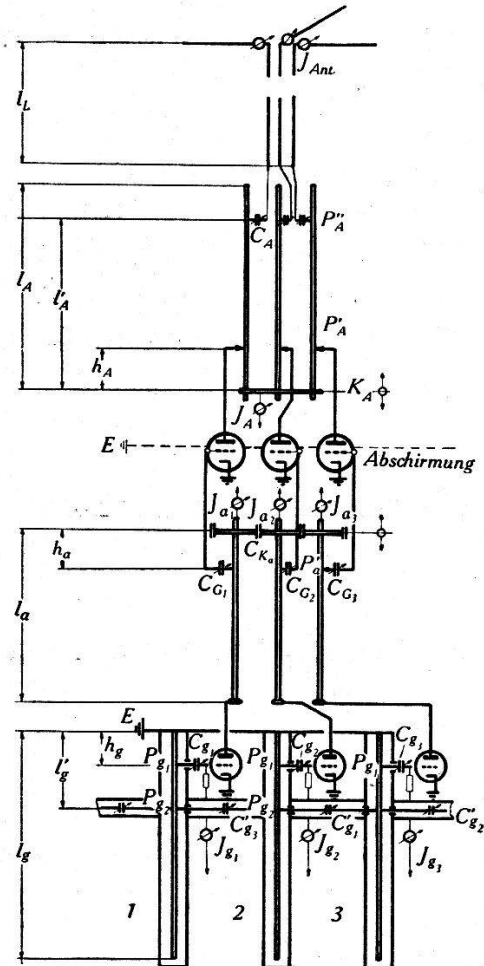 J_Ant.
l_L
C_A
P''_A
l_A
l'_A
P'_A
h_A
K_A
J_A
E
Abschirmung
J_a1
J_a2
J_a3
h_a
C_Ka
P'_a
C_G1
C_G2
C_G3
l_a
E
h_g
l'_g
P_g1
C_g1
C_g2
P_g1
C_g1
P_g2
C'_g3
P_g2
C'_g1
C'_g2
J_g1
J_g2
J_g3
l_g
1
2
3